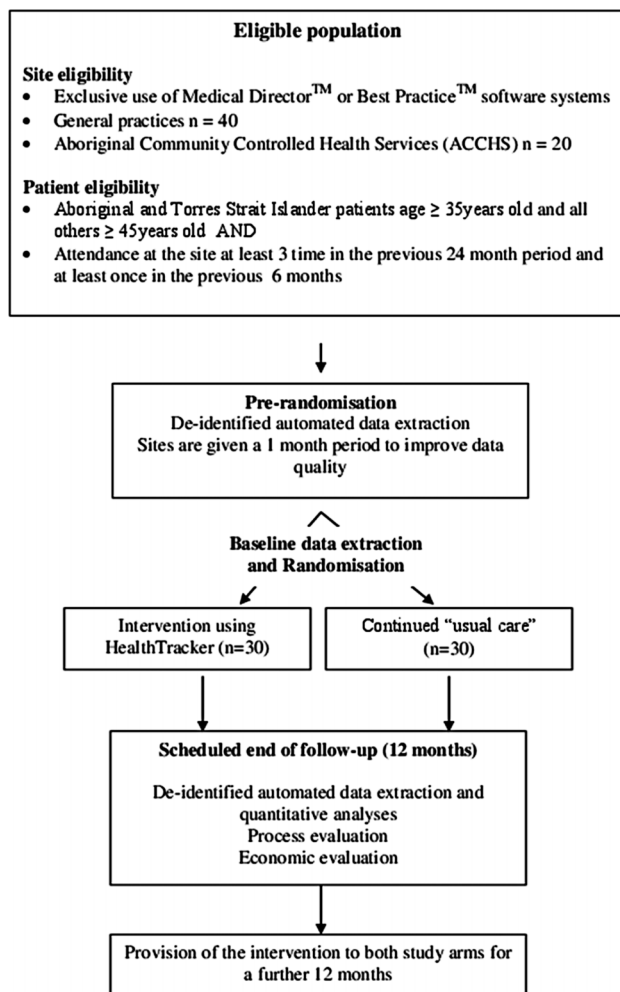 Eligible population
Site eligibility
• Exclusive use of Medical Director™ or Best Practice™ software systems
• General practices n = 40
• Aboriginal Community Controlled Health Services (ACCHS) n = 20
Patient eligibility
• Aboriginal and Torres Strait Islander patients age ≥ 35years old and all
others ≥ 45years old AND
• Attendance at the site at least 3 time in the previous 24 month period and
at least once in the previous 6 months
Pre-randomisation
De-identified automated data extraction
Sites are given a 1 month period to improve data
quality
Baseline data extraction
and Randomisation
Intervention using
HealthTracker (n=30)
Continued “usual care”
(n=30)
Scheduled end of follow-up (12 months)
De-identified automated data extraction and
quantitative analyses
Process evaluation
Economic evaluation
Provision of the intervention to both study arms for
a further 12 months